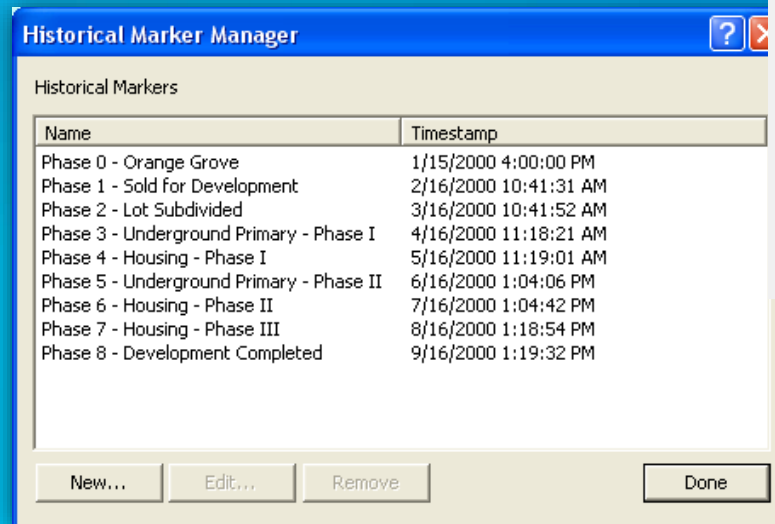 Historical Marker Manager
Historical Markers
Name Timestamp
Phase 0 - Orange Grove 1/15/2000 4:00:00 PM
Phase 1 - Sold for Development 2/16/2000 10:41:31 AM
Phase 2 - Lot Subdivided 3/16/2000 10:41:52 AM
Phase 3 - Underground Primary - Phase I 4/16/2000 11:18:21 AM
Phase 4 - Housing - Phase I 5/16/2000 11:19:01 AM
Phase 5 - Underground Primary - Phase II 6/16/2000 1:04:06 PM
Phase 6 - Housing - Phase II 7/16/2000 1:04:42 PM
Phase 7 - Housing - Phase III 8/16/2000 1:18:54 PM
Phase 8 - Development Completed 9/16/2000 1:19:32 PM
New... Edit... Remove Done